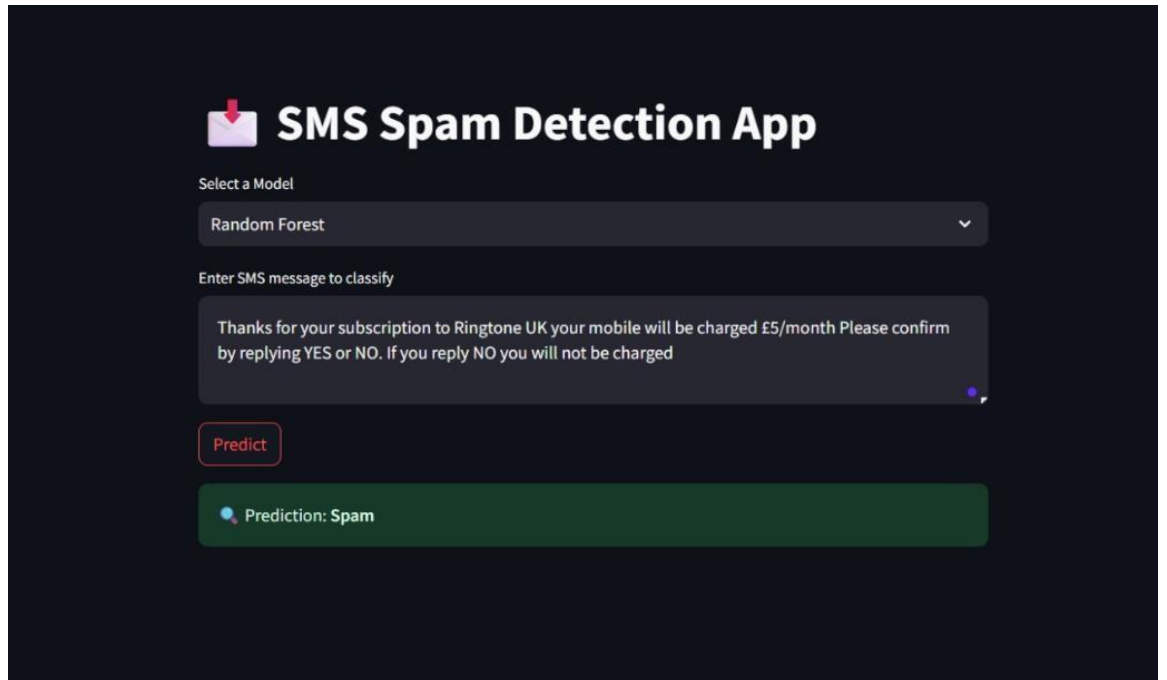 SMS Spam Detection App
Select a Model
Random Forest
Enter SMS message to classify
Thanks for your subscription to Ringtone UK your mobile will be charged £5/month Please confirm
by replying YES or NO. If you reply NO you will not be charged
Predict
Prediction: Spam